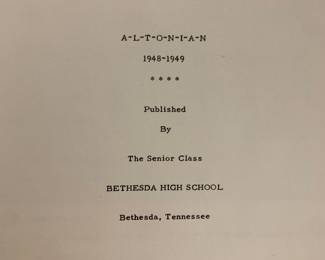 A-L-T-O-N-I-A-N
1948-1949
* * * *
Published
By
The Senior Class
BETHESDA HIGH SCHOOL
Bethesda, Tennessee